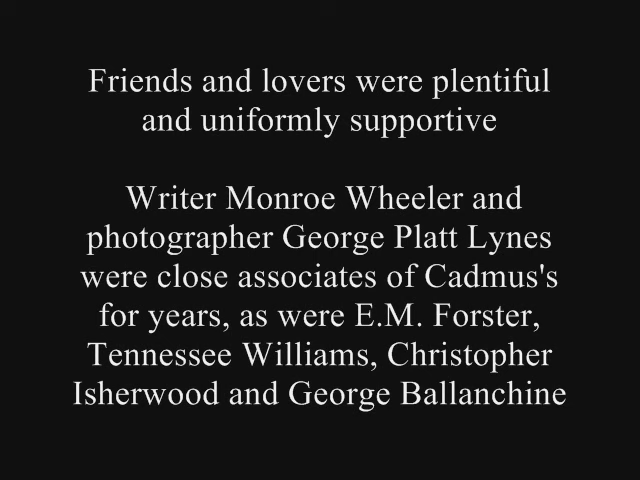 Friends and lovers were plentiful
and uniformly supportive
Writer Monroe Wheeler and
photographer George Platt Lynes
were close associates of Cadmus's
for years, as were E.M. Forster,
Tennessee Williams, Christopher
Isherwood and George Ballanchine